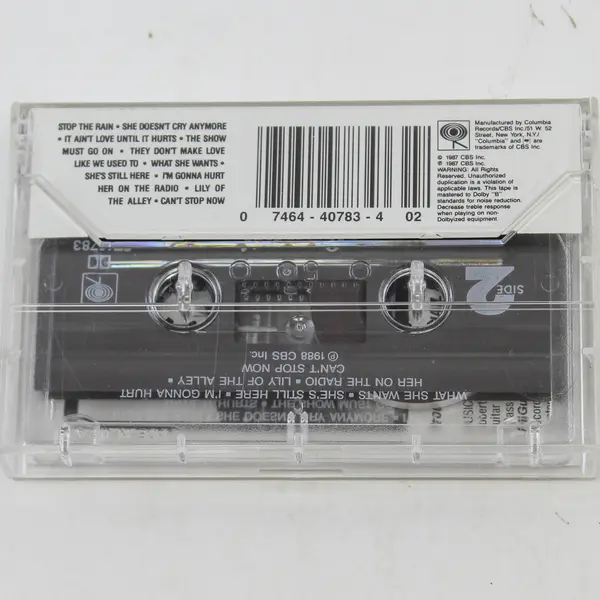 STOP THE RAIN • SHE DOESN'T CRY ANYMORE
• IT AIN'T LOVE UNTIL IT HURTS • THE SHOW
MUST GO ON • THEY DON'T MAKE LOVE
LIKE WE USED TO • WHAT SHE WANTS •
SHE'S STILL HERE • I'M GONNA HURT
HER ON THE RADIO • LILY OF
THE ALLEY • CAN'T STOP NOW
0 7464 - 40783 - 4 02
Manufactured by Columbia
Records/CBS Inc./51 W. 52
Street, New York, N.Y./
"Columbia" and are
trademarks of CBS Inc.
© 1987 CBS Inc.
℗ 1987 CBS Inc.
WARNING: All Rights
Reserved. Unauthorized
duplication is a violation of
applicable laws. This tape is
mastered to Dolby "B"
standards for noise reduction.
Decrease treble response
when playing on non-
Dolbyized equipment.
SIDE 2
WHAT SHE WANTS • SHE'S STILL HERE • I'M GONNA HURT
HER ON THE RADIO • LILY OF THE ALLEY •
CAN'T STOP NOW
℗ 1988 CBS Inc.